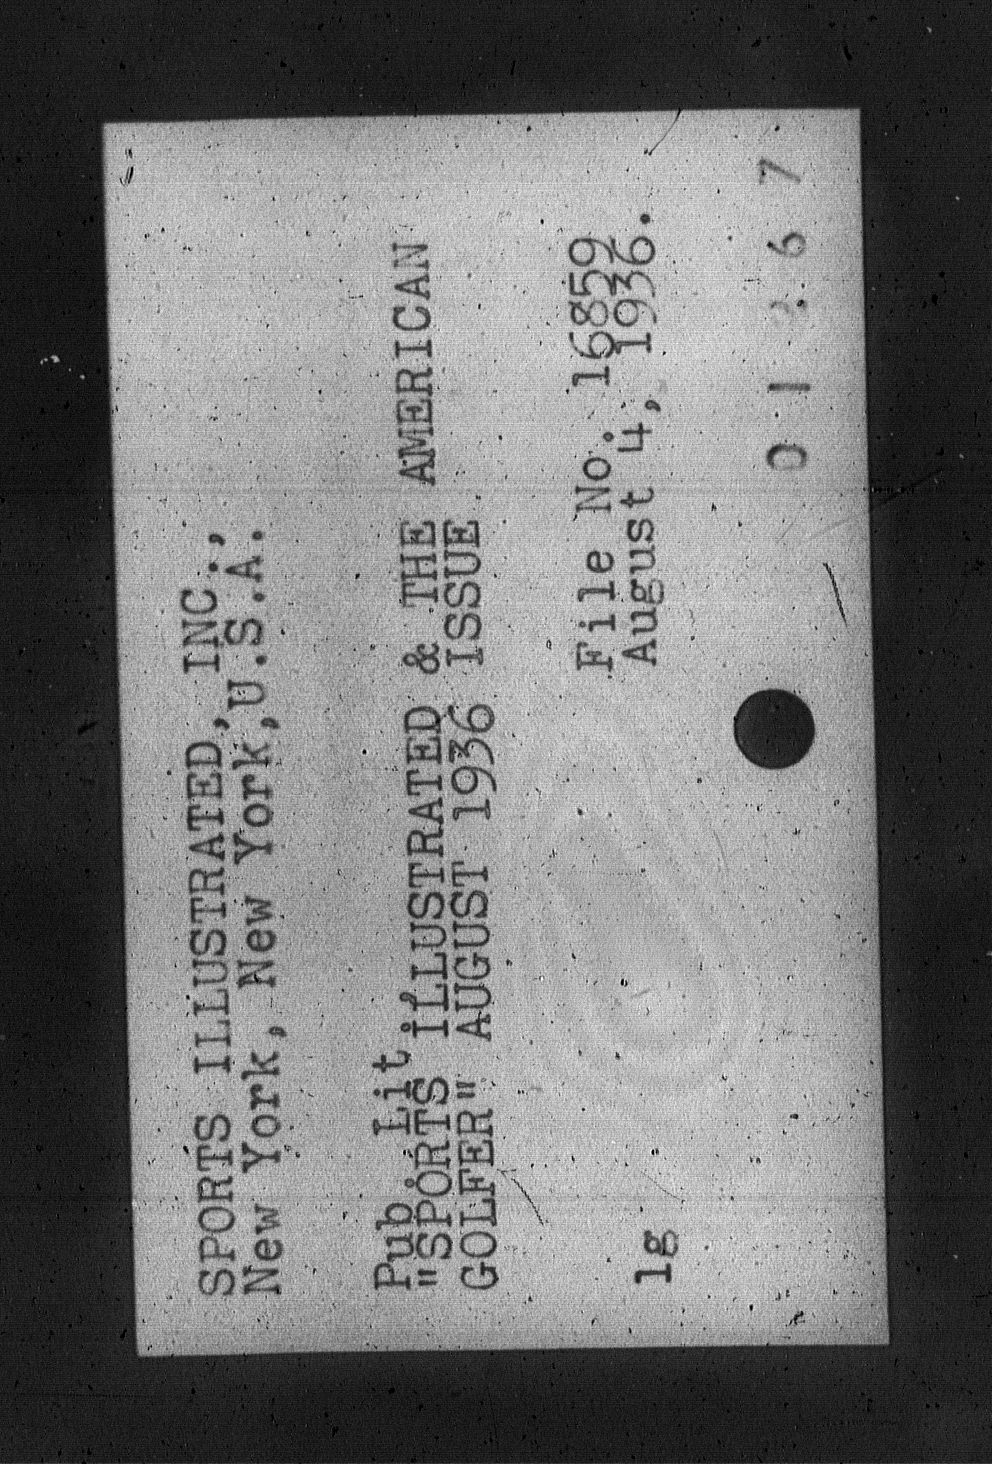 SPORTS ILLUSTRATED, INC.,
New York, New York, U.S.A.
Pub Lit
"SPORTS ILLUSTRATED & THE AMERICAN
GOLFER" AUGUST 1936 ISSUE
File No. 16859
August 4, 1936.
lg